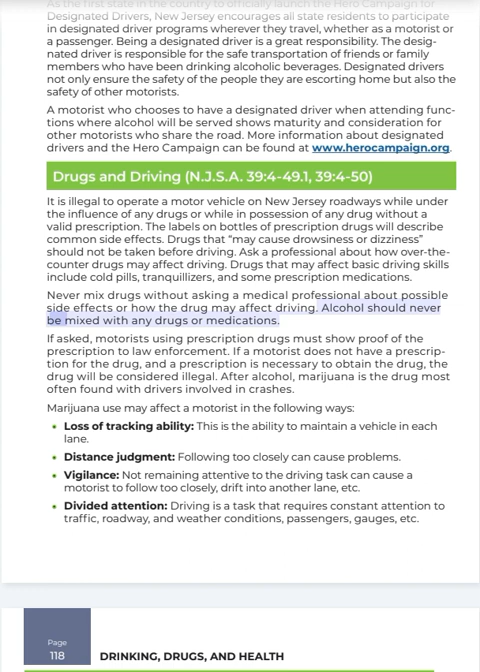 As the first state in the country to officially launch the Hero Campaign for
Designated Drivers, New Jersey encourages all state residents to participate
in designated driver programs wherever they travel, whether as a motorist or
a passenger. Being a designated driver is a great responsibility. The desig-
nated driver is responsible for the safe transportation of friends or family
members who have been drinking alcoholic beverages. Designated drivers
not only ensure the safety of the people they are escorting home but also the
safety of other motorists.
A motorist who chooses to have a designated driver when attending func-
tions where alcohol will be served shows maturity and consideration for
other motorists who share the road. More information about designated
drivers and the Hero Campaign can be found at www.herocampaign.org.
Drugs and Driving (N.J.S.A. 39:4-49.1, 39:4-50)
It is illegal to operate a motor vehicle on New Jersey roadways while under
the influence of any drugs or while in possession of any drug without a
valid prescription. The labels on bottles of prescription drugs will describe
common side effects. Drugs that “may cause drowsiness or dizziness”
should not be taken before driving. Ask a professional about how over-the-
counter drugs may affect driving. Drugs that may affect basic driving skills
include cold pills, tranquillizers, and some prescription medications.
Never mix drugs without asking a medical professional about possible
side effects or how the drug may affect driving. Alcohol should never
be mixed with any drugs or medications.
If asked, motorists using prescription drugs must show proof of the
prescription to law enforcement. If a motorist does not have a prescrip-
tion for the drug, and a prescription is necessary to obtain the drug, the
drug will be considered illegal. After alcohol, marijuana is the drug most
often found with drivers involved in crashes.
Marijuana use may affect a motorist in the following ways:
• Loss of tracking ability: This is the ability to maintain a vehicle in each
lane.
• Distance judgment: Following too closely can cause problems.
• Vigilance: Not remaining attentive to the driving task can cause a
motorist to follow too closely, drift into another lane, etc.
• Divided attention: Driving is a task that requires constant attention to
traffic, roadway, and weather conditions, passengers, gauges, etc.
Page
118
DRINKING, DRUGS, AND HEALTH